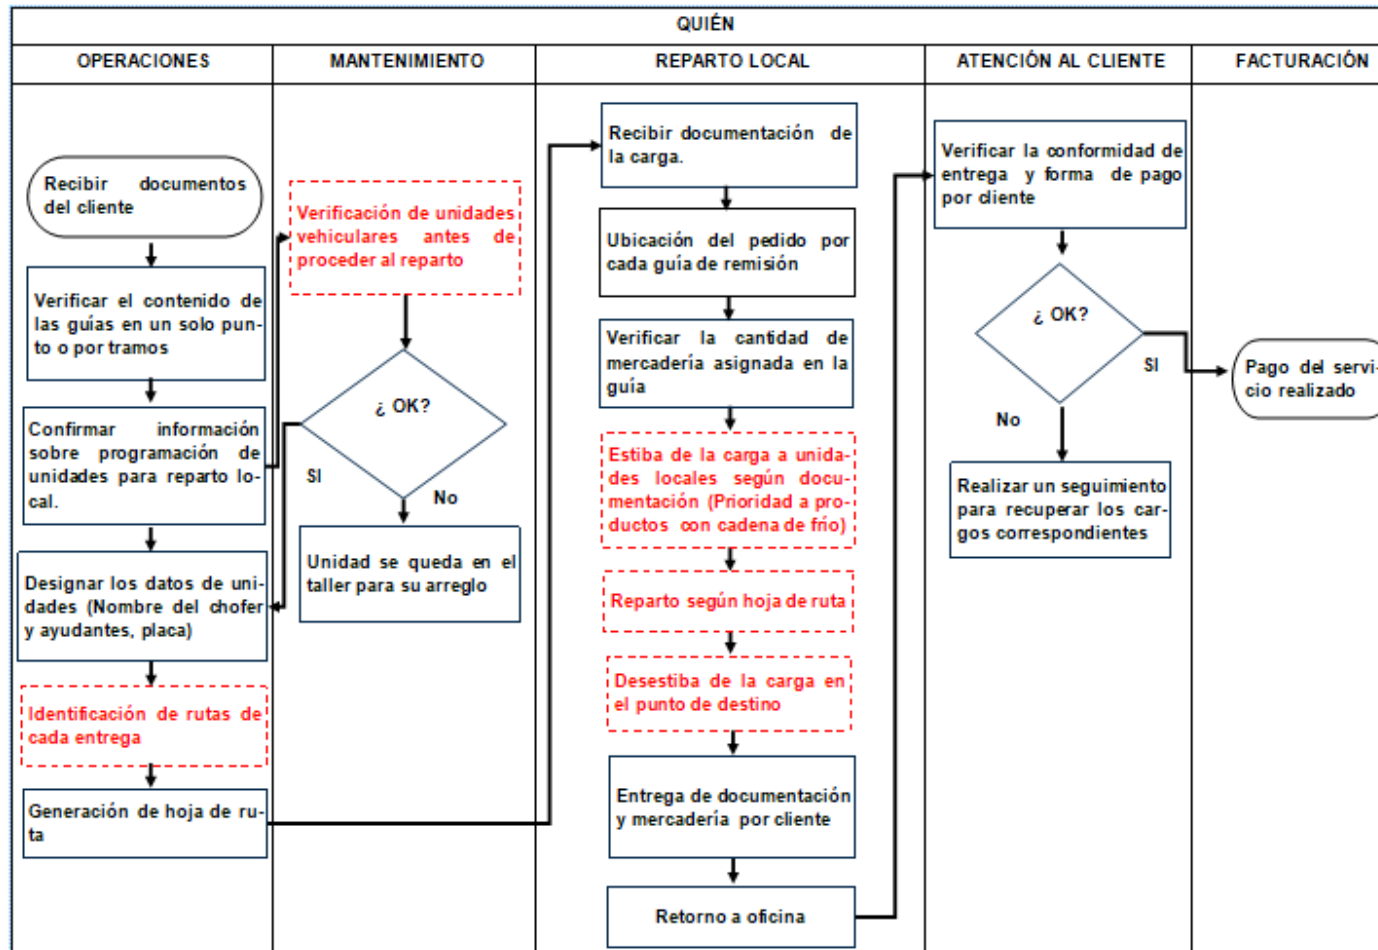 QUIÉN
OPERACIONES
MANTENIMIENTO
REPARTO LOCAL
ATENCIÓN AL CLIENTE
FACTURACIÓN
Recibir documentos
del cliente
Verificar el contenido de
las guías en un solo pun-
to o por tramos
Confirmar información
sobre programación de
unidades para reparto lo-
cal.
Designar los datos de uni-
dades (Nombre del chofer
y ayudantes, placa)
Identificación de rutas de
cada entrega
Generación de hoja de ru-
ta
Verificación de unidades
vehiculares antes de
proceder al reparto
¿ OK?
SI
No
Unidad se queda en el
taller para su arreglo
Recibir documentación de
la carga.
Ubicación del pedido por
cada guía de remisión
Verificar la cantidad de
mercadería asignada en la
guía
Estiba de la carga a unida-
des locales según docu-
mentación (Prioridad a pro-
ductos con cadena de frío)
Reparto según hoja de ruta
Desestiba de la carga en
el punto de destino
Entrega de documentación
y mercadería por cliente
Retorno a oficina
Verificar la conformidad de
entrega y forma de pago
por cliente
¿ OK?
SI
No
Realizar un seguimiento
para recuperar los car-
gos correspondientes
Pago del servi-
cio realizado